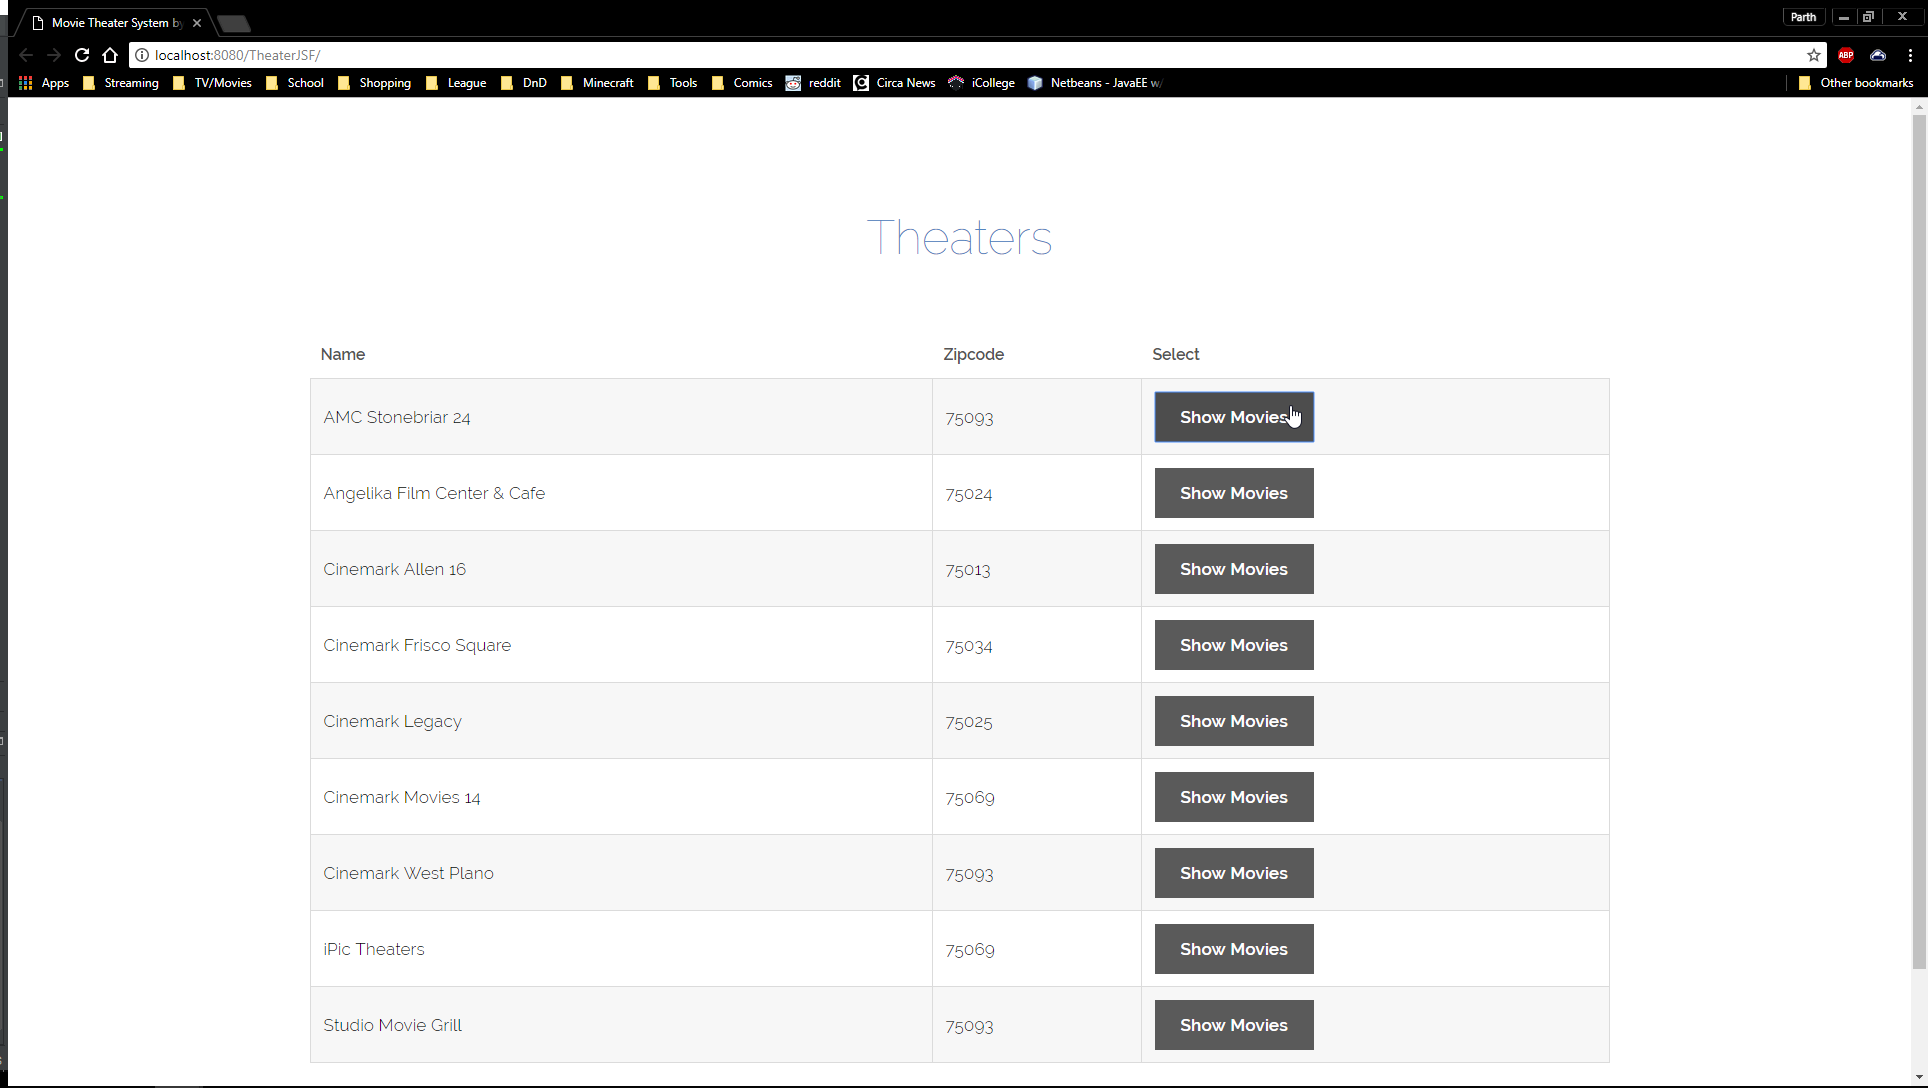 Movie Theater System by
Parth
localhost:8080/TheaterJSF/
ABP
Apps Streaming TV/Movies School Shopping League DnD Minecraft Tools Comics reddit Circa News iCollege Netbeans - JavaEE w/ Other bookmarks
Theaters
Name Zipcode Select
AMC Stonebriar 24 75093 Show Movies
Angelika Film Center & Cafe 75024 Show Movies
Cinemark Allen 16 75013 Show Movies
Cinemark Frisco Square 75034 Show Movies
Cinemark Legacy 75025 Show Movies
Cinemark Movies 14 75069 Show Movies
Cinemark West Plano 75093 Show Movies
iPic Theaters 75069 Show Movies
Studio Movie Grill 75093 Show Movies